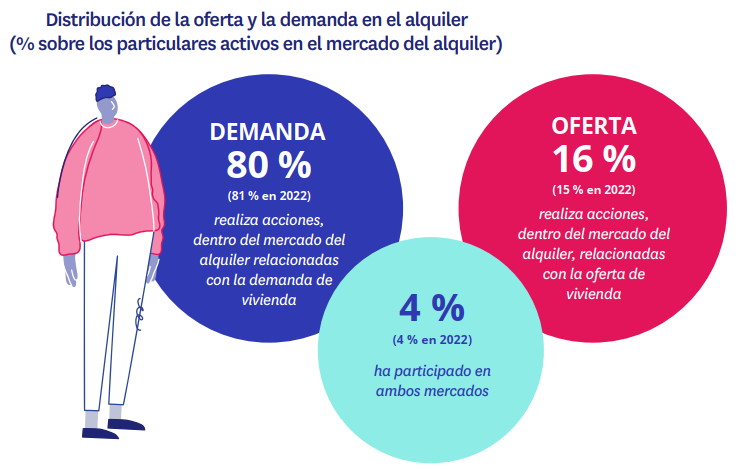 Distribución de la oferta y la demanda en el alquiler
(% sobre los particulares activos en el mercado del alquiler)
DEMANDA
80 %
(81 % en 2022)
realiza acciones,
dentro del mercado del
alquiler relacionadas
con la demanda de
vivienda
OFERTA
16 %
(15 % en 2022)
realiza acciones,
dentro del mercado del
alquiler, relacionadas
con la oferta de
vivienda
4 %
(4 % en 2022)
ha participado en
ambos mercados